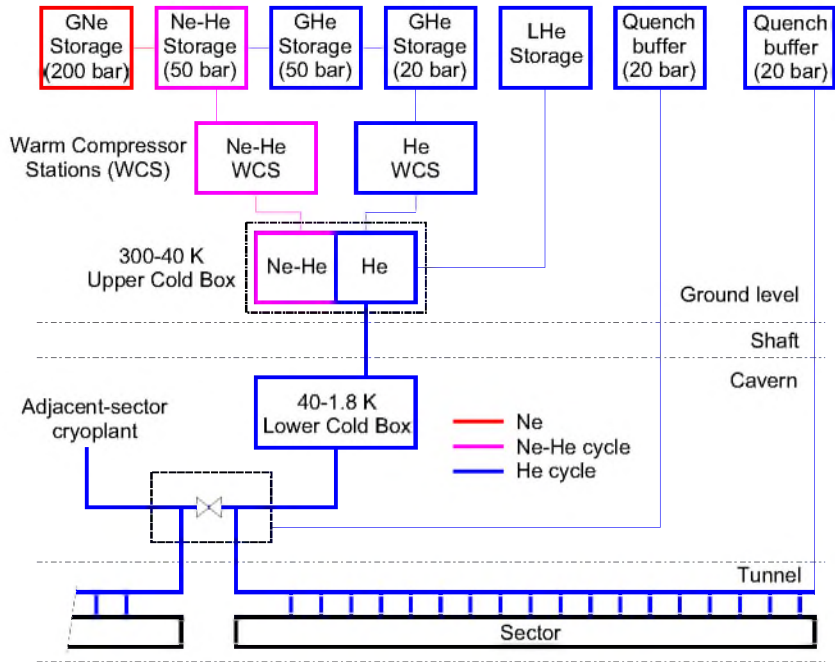 GNe
Storage
(200 bar)
Ne-He
Storage
(50 bar)
GHe
Storage
(50 bar)
GHe
Storage
(20 bar)
LHe
Storage
Quench
buffer
(20 bar)
Quench
buffer
(20 bar)
Warm Compressor
Stations (WCS)
Ne-He
WCS
He
WCS
300-40 K
Upper Cold Box
Ne-He
He
Ground level
Shaft
Cavern
Adjacent-sector
cryoplant
40-1.8 K
Lower Cold Box
Ne
Ne-He cycle
He cycle
Tunnel
Sector